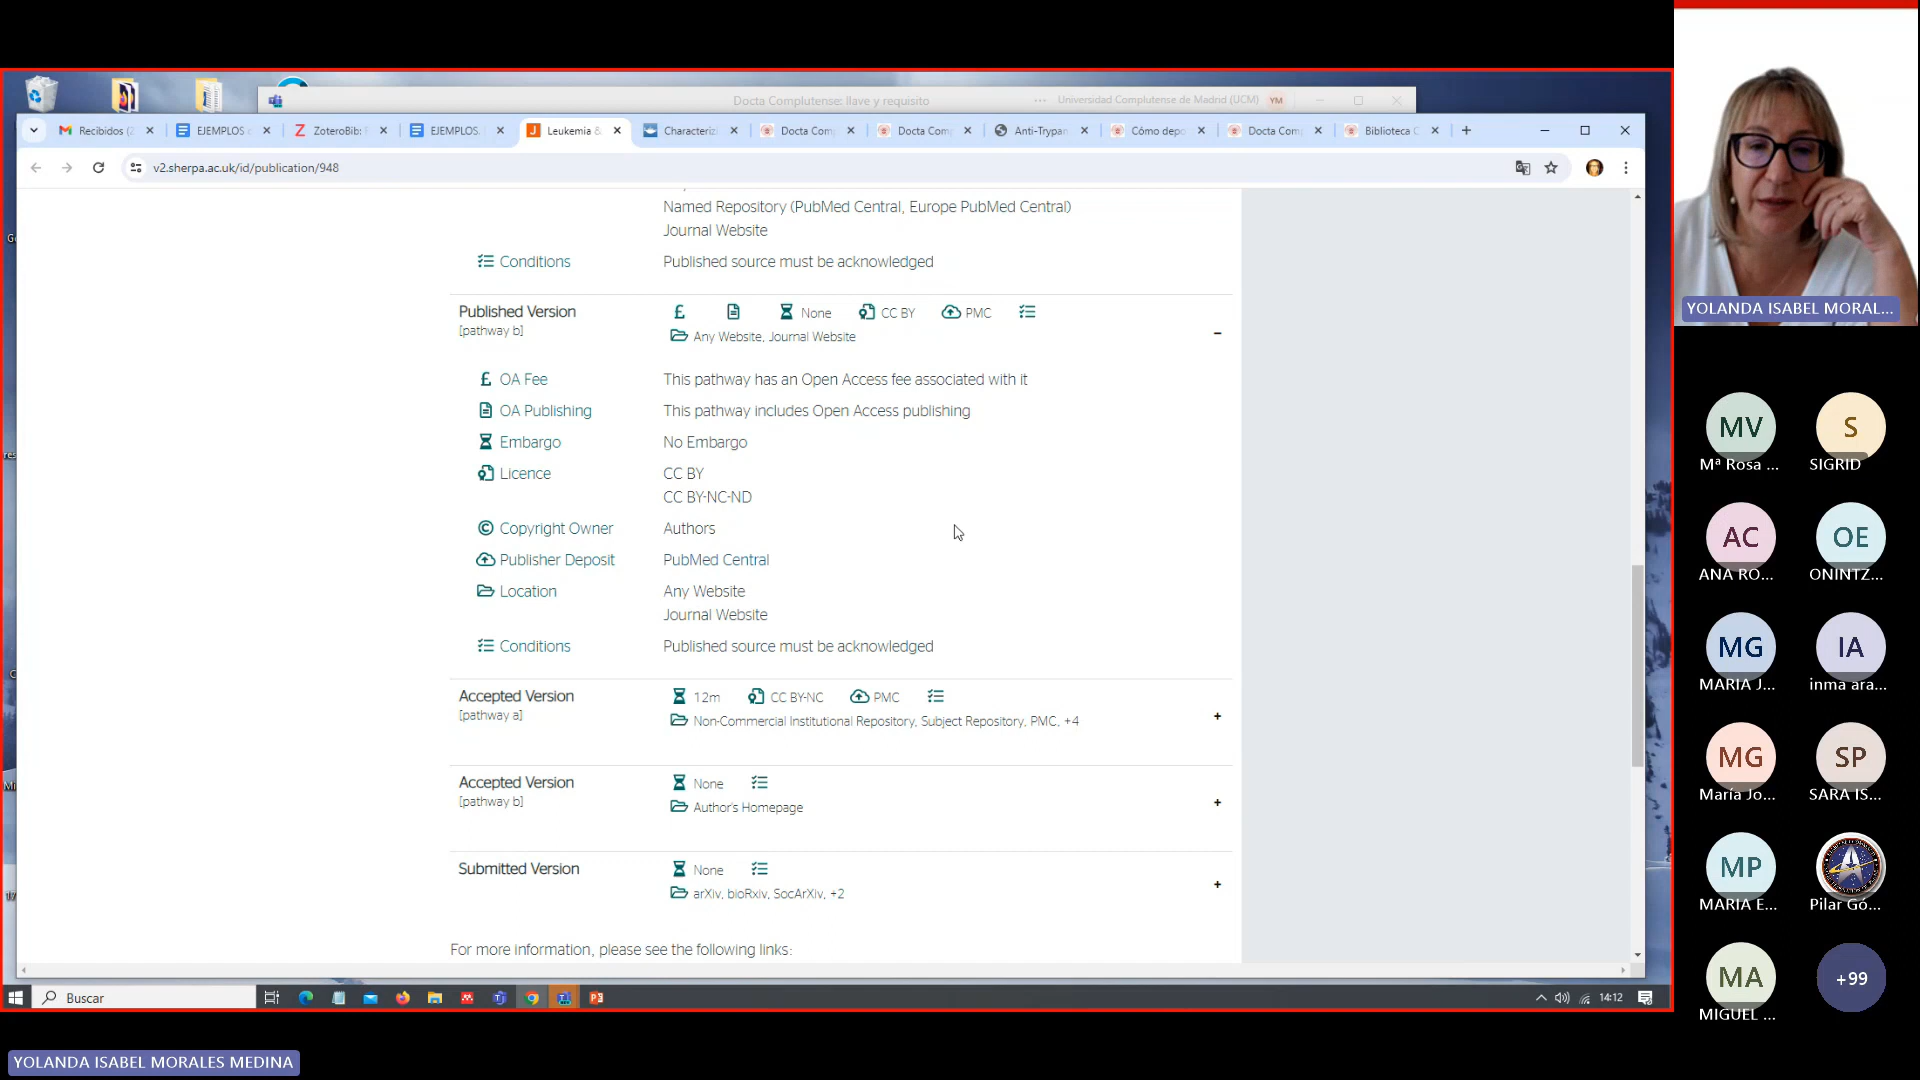 Docta Complutense: llave y requisito
Universidad Complutense de Madrid (UCM)
YM
Recibidos (2
EJEMPLOS c
ZoteroBib: F
EJEMPLOS.
Leukemia &
Characteriz
Docta Com
Docta Com
Anti-Trypan
Cómo depo
Docta Com
Biblioteca C
v2.sherpa.ac.uk/id/publication/948
Named Repository (PubMed Central, Europe PubMed Central)
Journal Website
Conditions
Published source must be acknowledged
Published Version
[pathway b]
None
CC BY
PMC
Any Website, Journal Website
OA Fee
This pathway has an Open Access fee associated with it
OA Publishing
This pathway includes Open Access publishing
Embargo
No Embargo
Licence
CC BY
CC BY-NC-ND
Copyright Owner
Authors
Publisher Deposit
PubMed Central
Location
Any Website
Journal Website
Conditions
Published source must be acknowledged
Accepted Version
[pathway a]
12m
CC BY-NC
PMC
Non-Commercial Institutional Repository, Subject Repository, PMC, +4
Accepted Version
[pathway b]
None
Author's Homepage
Submitted Version
None
arXiv, bioRxiv, SocArXiv, +2
For more information, please see the following links:
Buscar
14:12
YOLANDA ISABEL MORALES MEDINA
YOLANDA ISABEL MORAL...
MV
Mª Rosa ...
S
SIGRID
AC
ANA RO...
OE
ONINTZ...
MG
MARIA J...
IA
inma ara...
MG
María Jo...
SP
SARA IS...
MP
MARIA E...
Pilar Gó...
MA
MIGUEL ...
+99